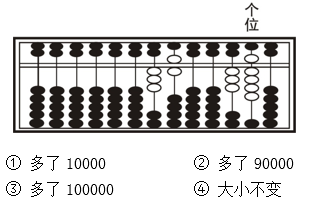 个
位
① 多了 10000 ② 多了 90000
③ 多了 100000 ④ 大小不变